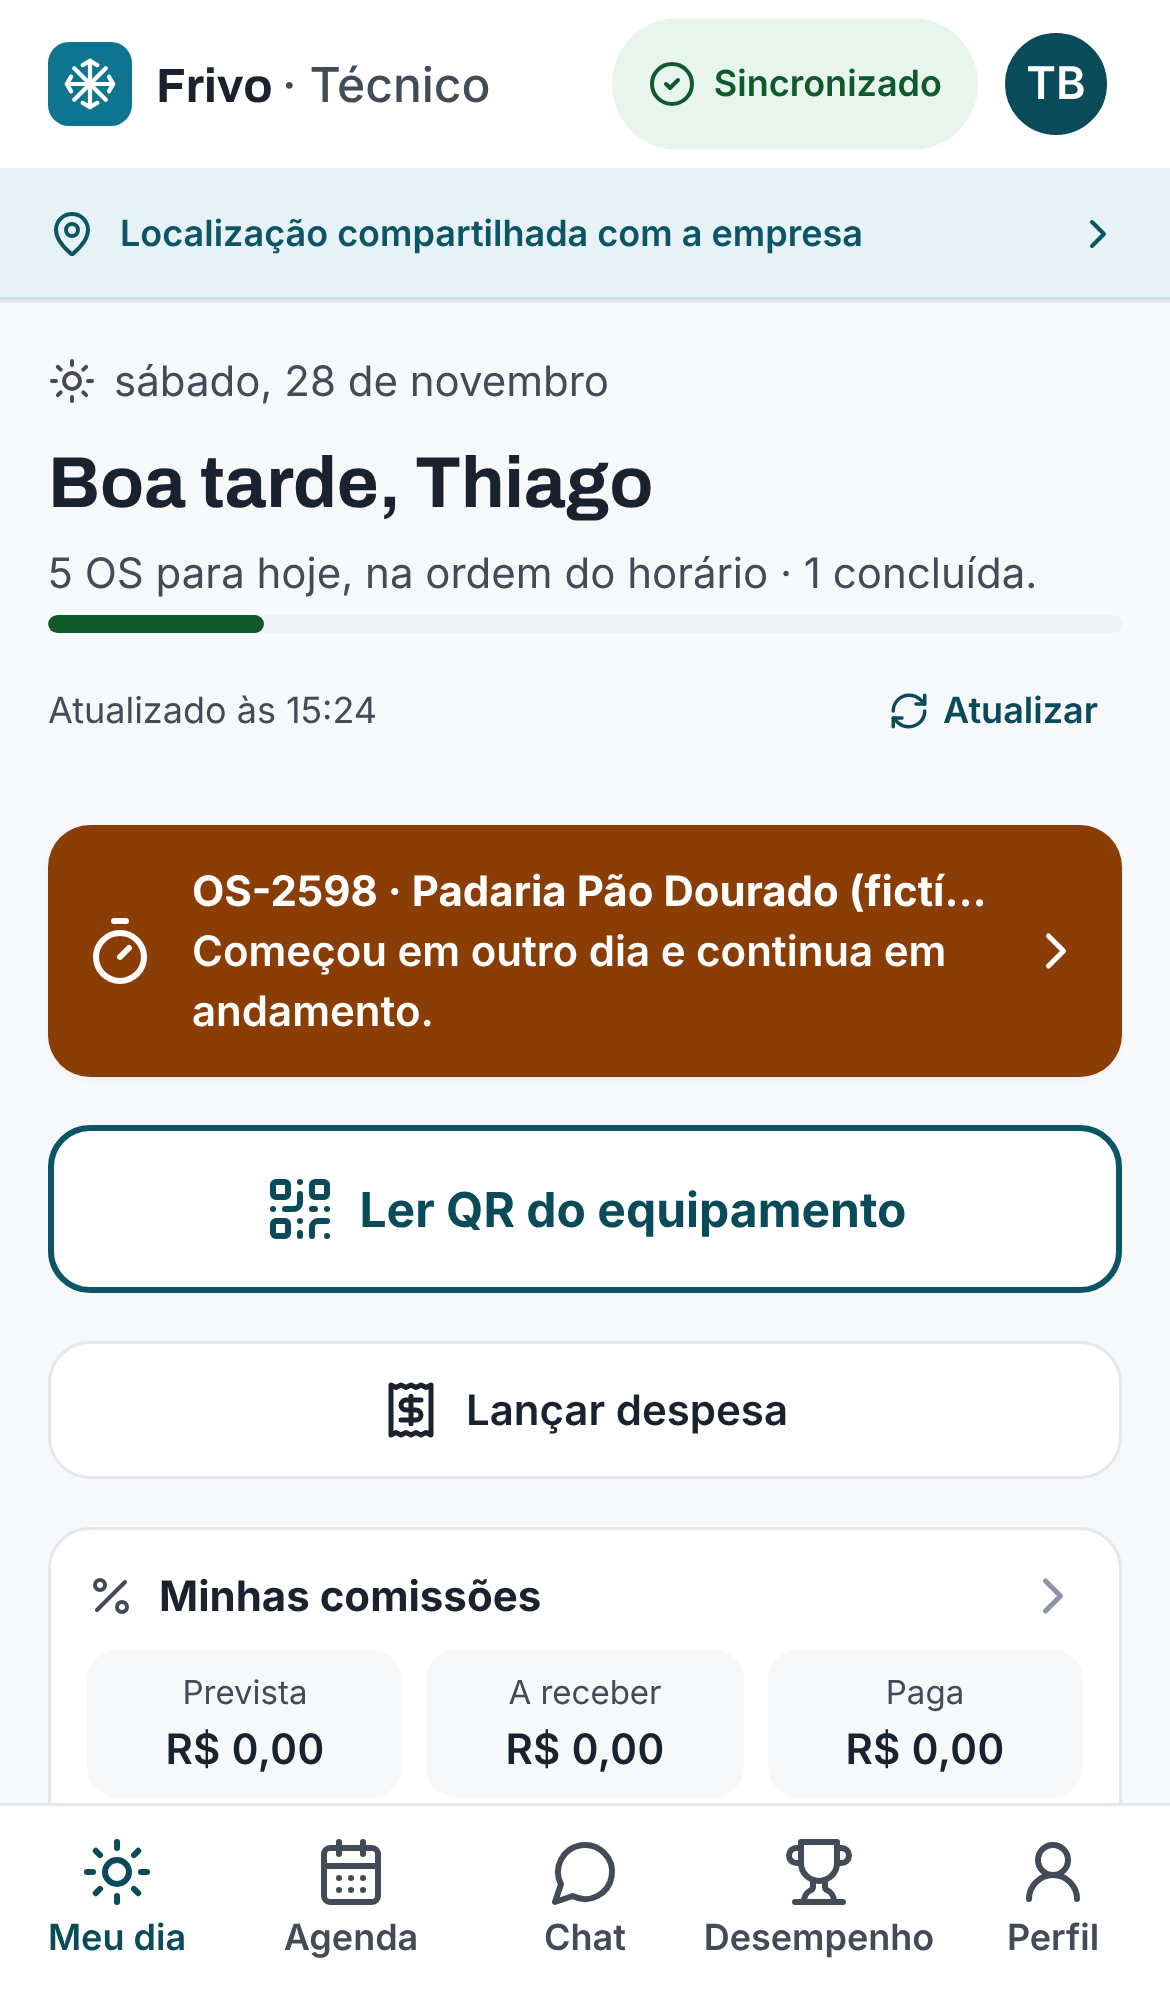 Frivo · Técnico
Sincronizado
TB
Localização compartilhada com a empresa
sábado, 28 de novembro
Boa tarde, Thiago
5 OS para hoje, na ordem do horário · 1 concluída.
Atualizado às 15:24
Atualizar
OS-2598 · Padaria Pão Dourado (fictí...
Começou em outro dia e continua em
andamento.
Ler QR do equipamento
Lançar despesa
Minhas comissões
Prevista
R$ 0,00
A receber
R$ 0,00
Paga
R$ 0,00
Meu dia
Agenda
Chat
Desempenho
Perfil